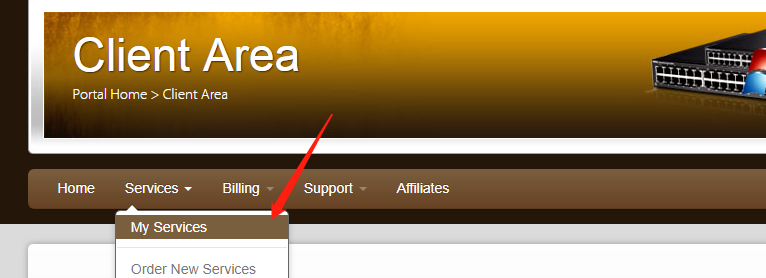 Client Area
Portal Home > Client Area
Home Services Billing Support Affiliates
My Services
Order New Services